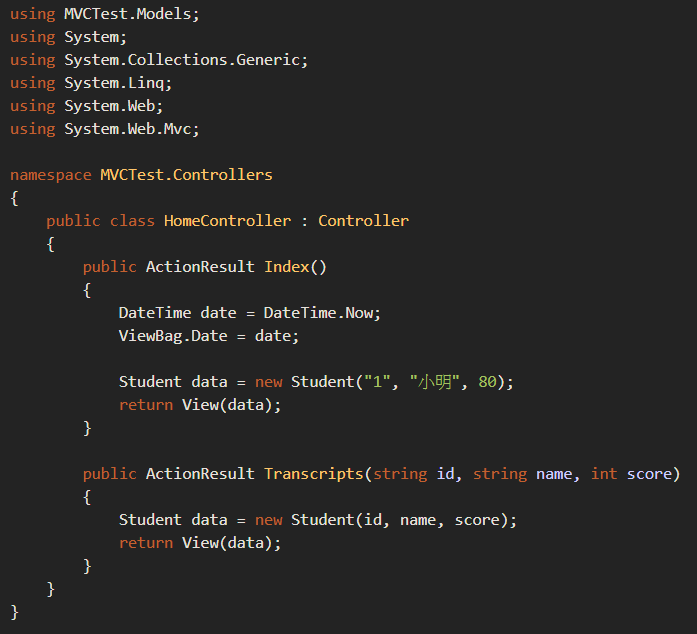 using MVCTest.Models;
using System;
using System.Collections.Generic;
using System.Linq;
using System.Web;
using System.Web.Mvc;

namespace MVCTest.Controllers
{
    public class HomeController : Controller
    {
        public ActionResult Index()
        {
            DateTime date = DateTime.Now;
            ViewBag.Date = date;

            Student data = new Student("1", "小明", 80);
            return View(data);
        }

        public ActionResult Transcripts(string id, string name, int score)
        {
            Student data = new Student(id, name, score);
            return View(data);
        }
    }
}